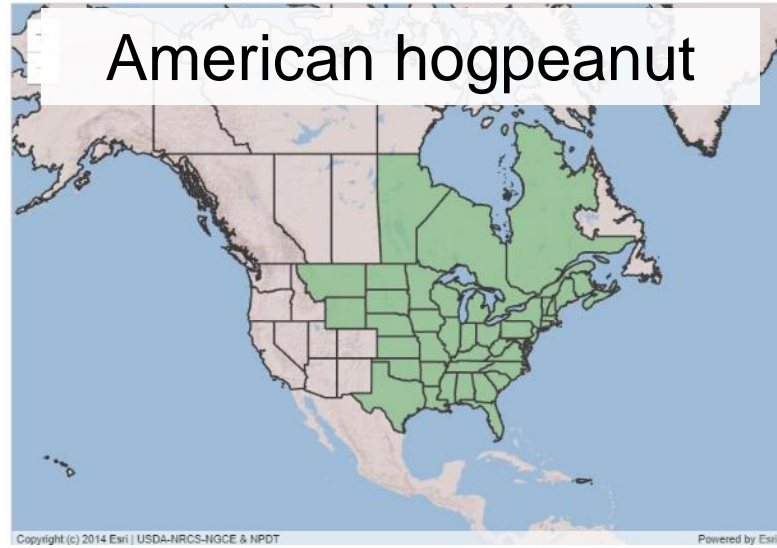 American hogpeanut
Copyright:(c) 2014 Esri | USDA-NRCS-NGCE & NPDT
Powered by Esri